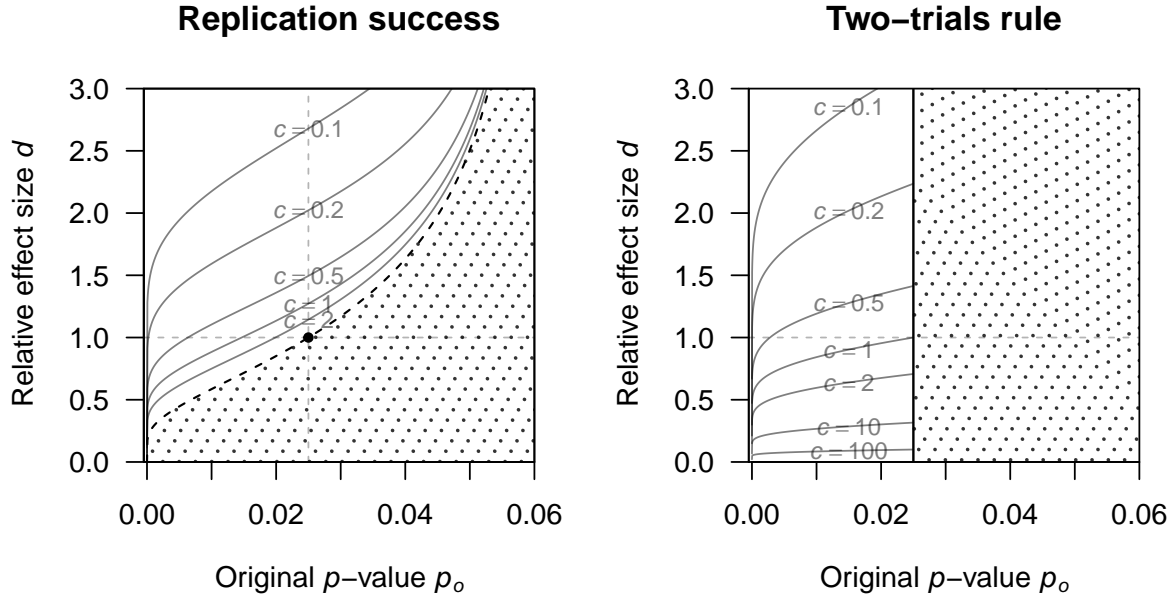 Replication success
Relative effect size d
3.0
2.5
2.0
1.5
1.0
0.5
0.0
c = 0.1
c = 0.2
c = 0.5
c = 1
c = 2
0.00 0.02 0.04 0.06
Original p−value pₒ
Two−trials rule
Relative effect size d
3.0
2.5
2.0
1.5
1.0
0.5
0.0
c = 0.1
c = 0.2
c = 0.5
c = 1
c = 2
c = 10
c = 100
0.00 0.02 0.04 0.06
Original p−value pₒ